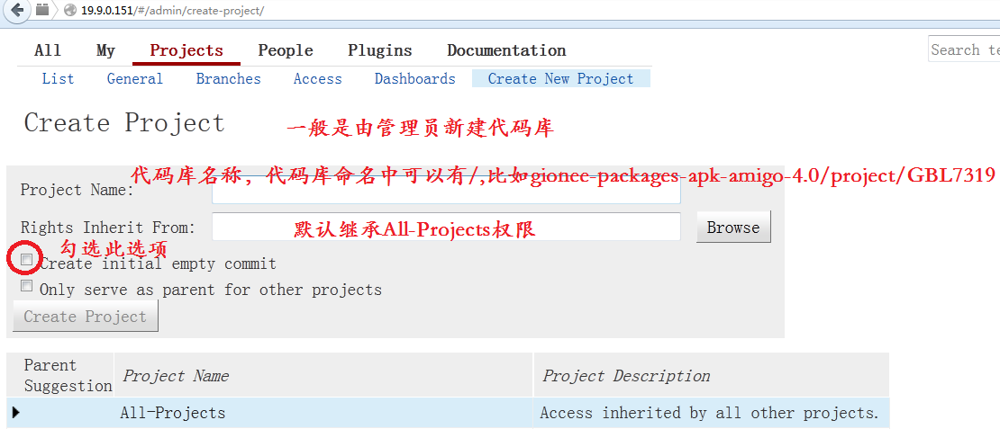 19.9.0.151/#/admin/create-project/
All My Projects People Plugins Documentation
Search te
List General Branches Access Dashboards Create New Project
Create Project
一般是由管理员新建代码库
代码库名称，代码库命名中可以有/,比如gionee-packages-apk-amigo-4.0/project/GBL7319
Project Name:
Rights Inherit From: 默认继承All-Projects权限 Browse
勾选此选项
Create initial empty commit
Only serve as parent for other projects
Create Project
Parent Suggestion Project Name Project Description
All-Projects Access inherited by all other projects.